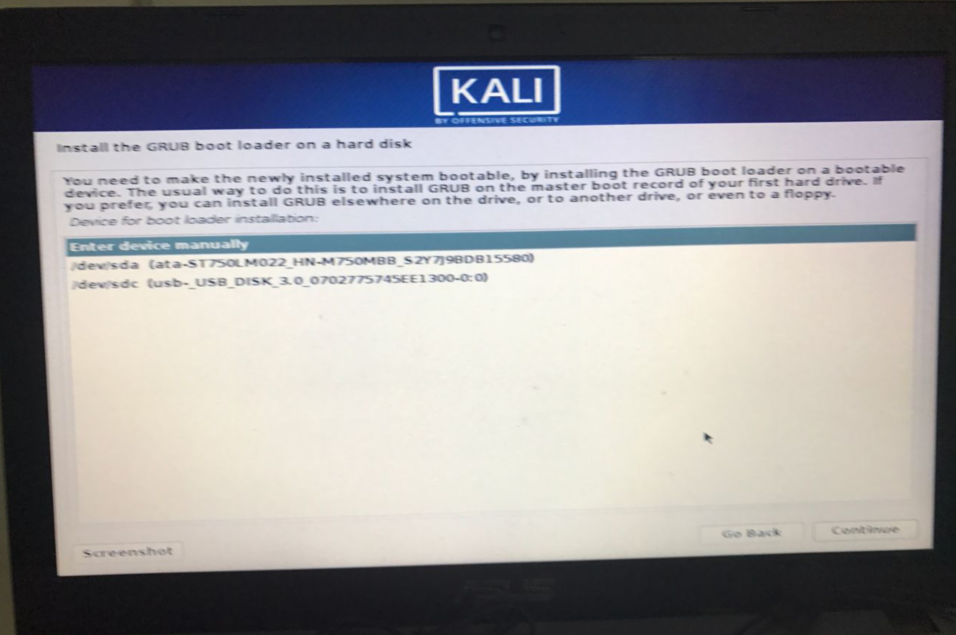 KALI
BY OFFENSIVE SECURITY
Install the GRUB boot loader on a hard disk
You need to make the newly installed system bootable, by installing the GRUB boot loader on a bootable
device. The usual way to do this is to install GRUB on the master boot record of your first hard drive. If
you prefer, you can install GRUB elsewhere on the drive, or to another drive, or even to a floppy.
Device for boot loader installation:
Enter device manually
/dev/sda (ata-ST750LM022_HN-M750MBB_S2Y7J9BDB15580)
/dev/sdc (usb-_USB_DISK_3.0_0702775745EE1300-0:0)
Go Back
Continue
Screenshot
ASUS